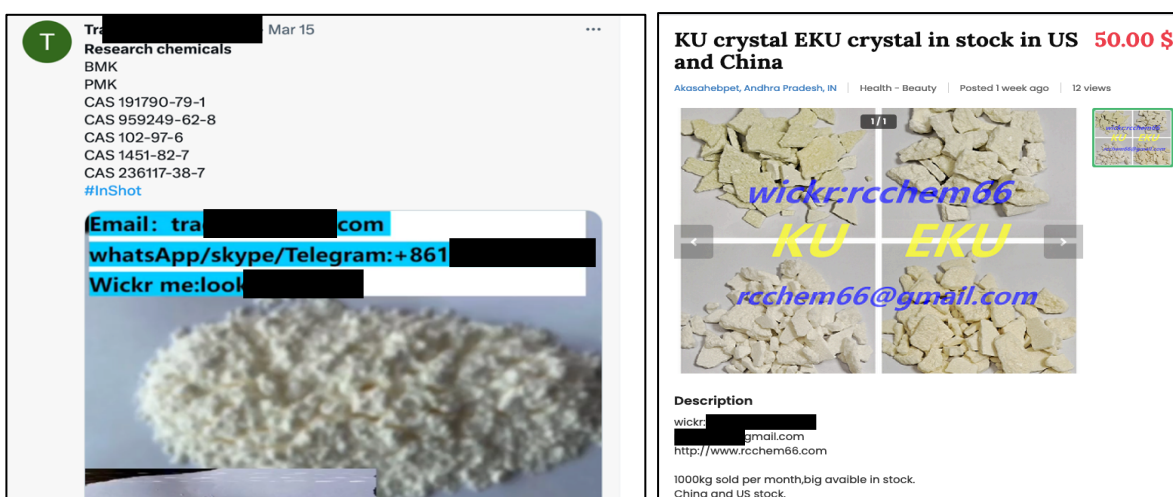 T
Tra
Mar 15
...
Research chemicals
BMK
PMK
CAS 191790-79-1
CAS 959249-62-8
CAS 102-97-6
CAS 1451-82-7
CAS 236117-38-7
#InShot
Email: tra com
whatsApp/skype/Telegram:+861
Wickr me:look
KU crystal EKU crystal in stock in US
and China
50.00 $
Akasahebpet, Andhra Pradesh, IN
Health - Beauty
Posted 1 week ago
12 views
1/1
wickr:rcchem66
KU EKU
rcchem66@gmail.com
Description
wickr:
gmail.com
http://www.rcchem66.com
1000kg sold per month,big avaible in stock.
China and US stock.